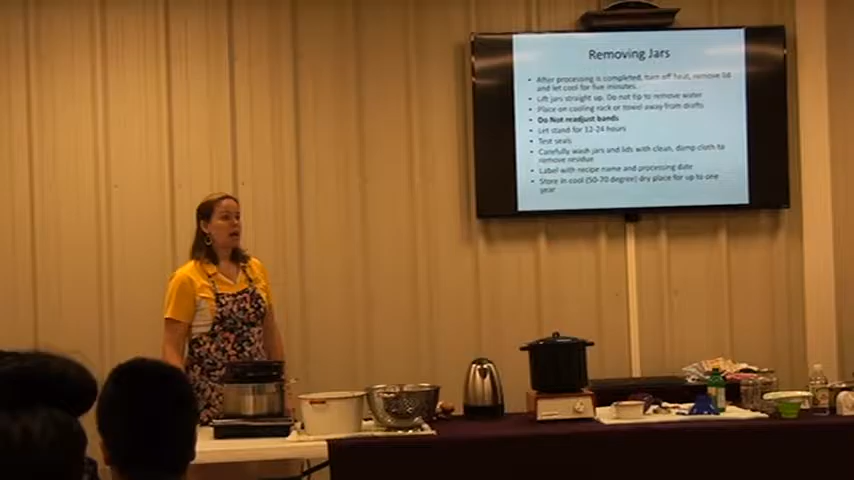 Removing Jars
• After processing is completed, turn off heat, remove lid
and let cool for five minutes.
• Lift jars straight up. Do not tip to remove water
• Place on cooling rack or towel away from drafts
• Do Not readjust bands
• Let stand for 12-24 hours
• Test seals
• Carefully wash jars and lids with clean, damp cloth to
remove residue
• Label with recipe name and processing date
• Store in cool (50-70 degree) dry place for up to one
year